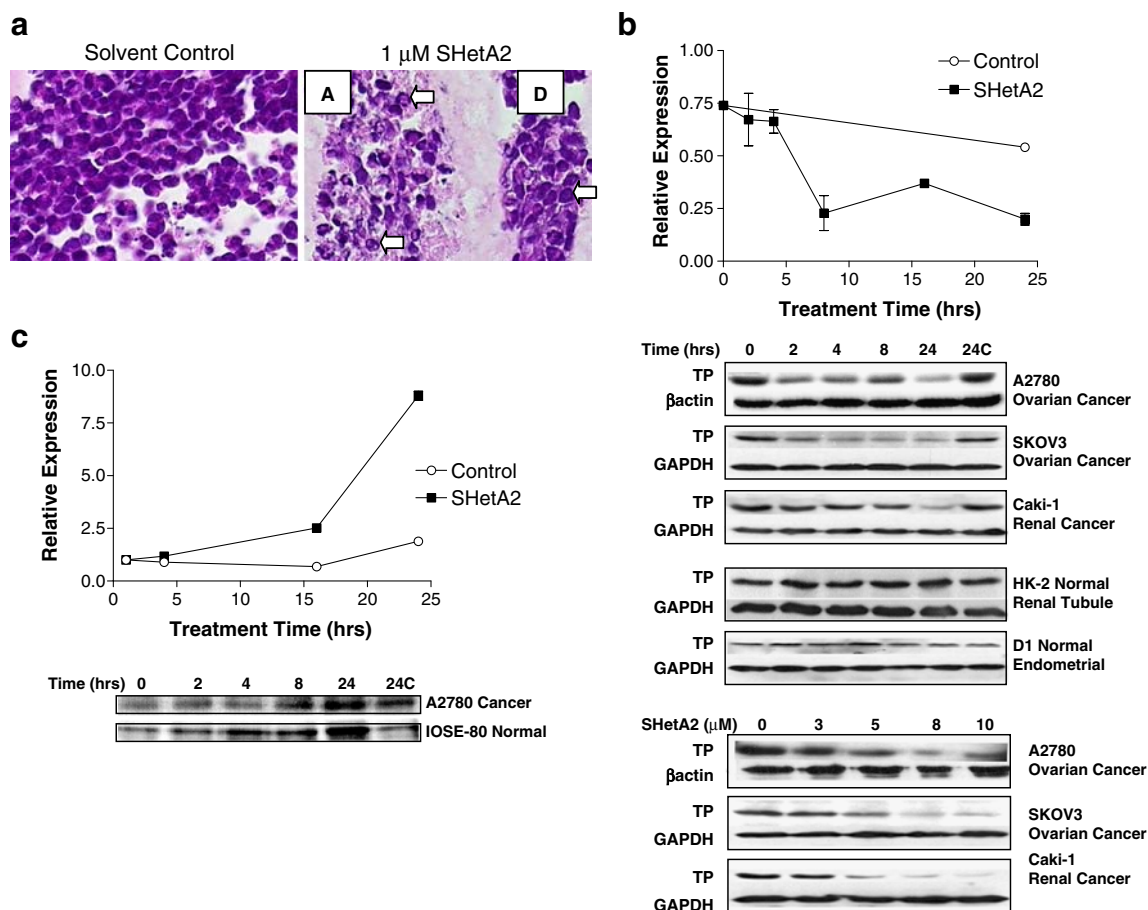 a
Solvent Control
1 μM SHetA2
A
D
b
1.00
0.75
0.50
0.25
0.00
Relative Expression
Control
SHetA2
0 5 10 15 20 25
Treatment Time (hrs)
Time (hrs) 0 2 4 8 24 24C
TP
βactin
A2780
Ovarian Cancer
TP
GAPDH
SKOV3
Ovarian Cancer
TP
GAPDH
Caki-1
Renal Cancer
TP
GAPDH
HK-2 Normal
Renal Tubule
TP
GAPDH
D1 Normal
Endometrial
SHetA2 (μM) 0 3 5 8 10
TP
βactin
A2780
Ovarian Cancer
TP
GAPDH
SKOV3
Ovarian Cancer
TP
GAPDH
Caki-1
Renal Cancer
c
10.0
7.5
5.0
2.5
0.0
Relative Expression
Control
SHetA2
0 5 10 15 20 25
Treatment Time (hrs)
Time (hrs) 0 2 4 8 24 24C
A2780 Cancer
IOSE-80 Normal